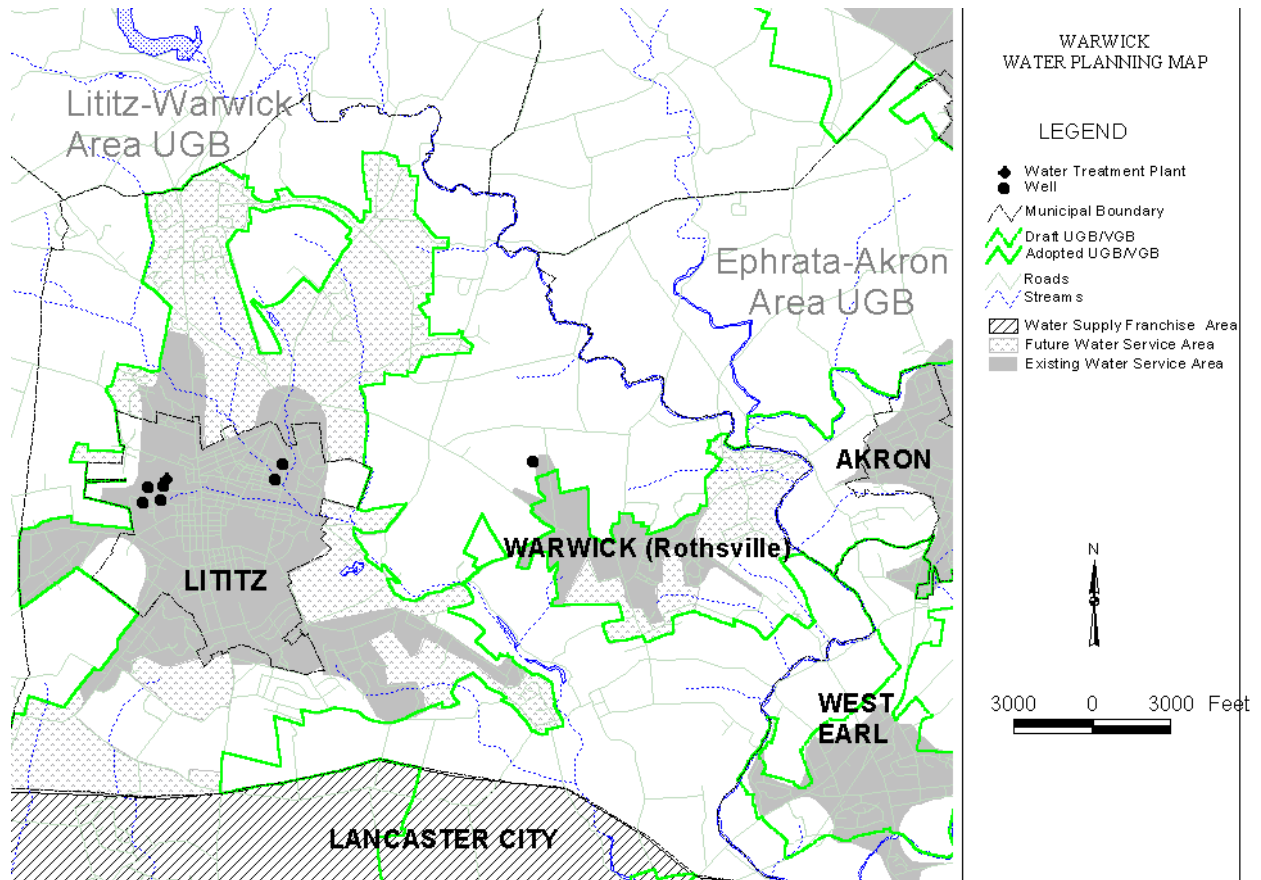 Lititz-Warwick
Area UGB
Ephrata-Akron
Area UGB
AKRON
WARWICK (Rothsville)
LITITZ
WEST
EARL
LANCASTER CITY
WARWICK
WATER PLANNING MAP
LEGEND
Water Treatment Plant
Well
Municipal Boundary
Draft UGB/VGB
Adopted UGB/VGB
Roads
Streams
Water Supply Franchise Area
Future Water Service Area
Existing Water Service Area
N
3000 0 3000 Feet